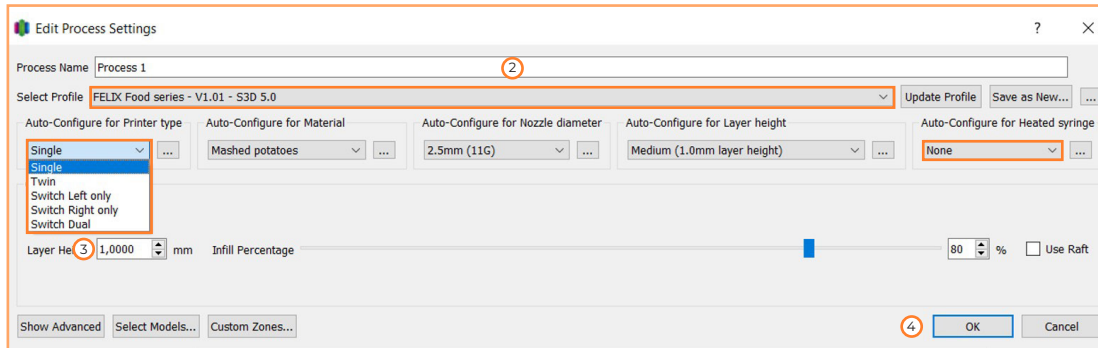 Edit Process Settings ?
Process Name Process 1 2
Select Profile FELIX Food series - V1.01 - S3D 5.0 Update Profile Save as New... ...
Auto-Configure for Printer type Auto-Configure for Material Auto-Configure for Nozzle diameter Auto-Configure for Layer height Auto-Configure for Heated syringe
Single ... Mashed potatoes ... 2.5mm (11G) ... Medium (1.0mm layer height) ... None ...
Single
Twin
Switch Left only
Switch Right only
Switch Dual
Layer He 3 1,0000 mm Infill Percentage 80 % Use Raft
Show Advanced Select Models... Custom Zones... 4 OK Cancel